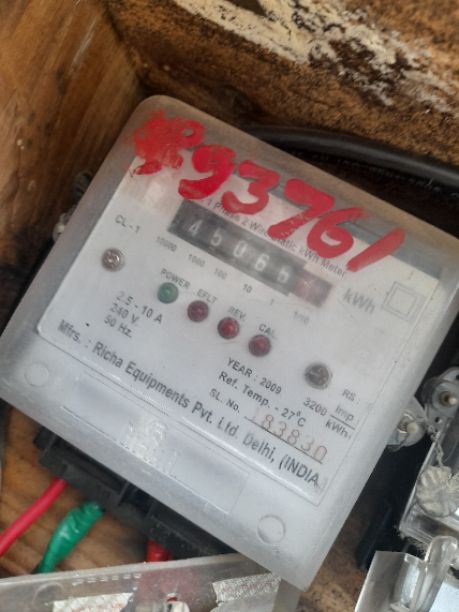 93761
1 Phase 2 Wire Static kWh Meter
CL-1
45066
kWh
10000 1000 100 10 1 1/10
POWER EFLT REV. CAL
2.5 - 10 A
240 V.
50 Hz.
YEAR : 2009
Ref. Temp. - 27°C
RS
3200 Imp. kWh
SL. No. 83830
Mfrs. : Richa Equipments Pvt. Ltd. Delhi, (INDIA)